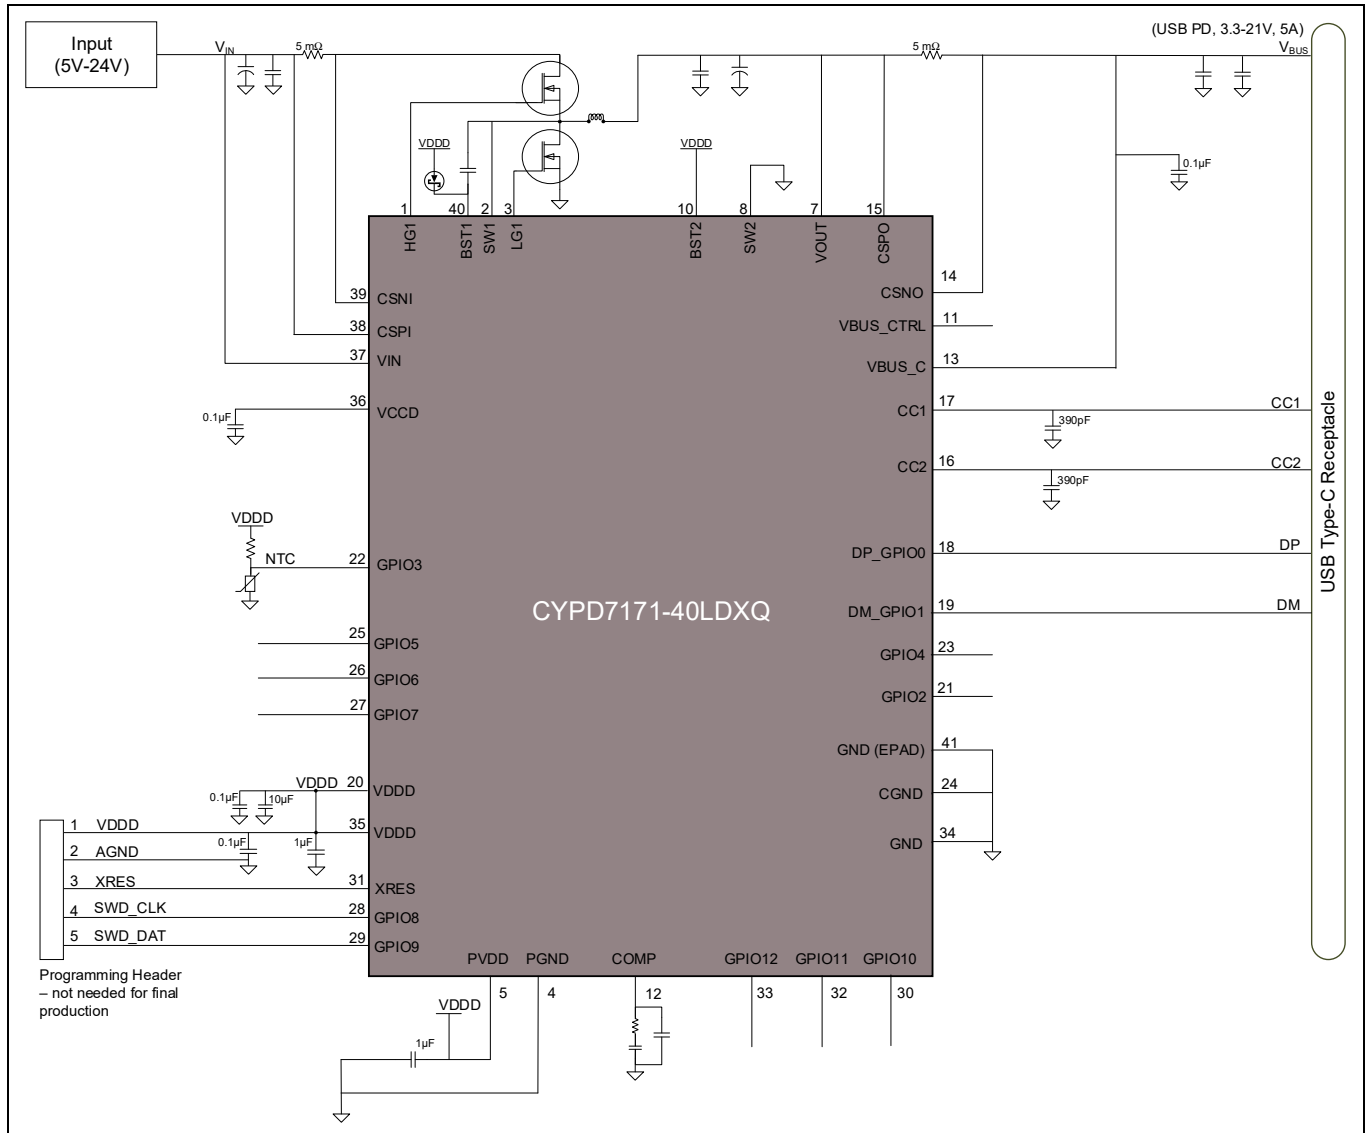 Input
(5V-24V)
V_IN
5 mΩ
5 mΩ
(USB PD, 3.3-21V, 5A)
V_BUS
VDDD
VDDD
0.1µF
1
40
2
3
10
8
7
15
HG1
BST1
SW1
LG1
BST2
SW2
VOUT
CSPO
39
CSNI
38
CSPI
37
VIN
36
VCCD
0.1µF
VDDD
NTC
22
GPIO3
25
GPIO5
26
GPIO6
27
GPIO7
VDDD
20
VDDD
0.1µF
10µF
35
VDDD
0.1µF
1µF
31
XRES
28
GPIO8
29
GPIO9
1
VDDD
2
AGND
3
XRES
4
SWD_CLK
5
SWD_DAT
Programming Header
– not needed for final
production
CYPD7171-40LDXQ
CSNO
14
VBUS_CTRL
11
VBUS_C
13
CC1
17
390pF
CC1
CC2
16
390pF
CC2
DP_GPIO0
18
DP
DM_GPIO1
19
DM
GPIO4
23
GPIO2
21
GND (EPAD)
41
CGND
24
GND
34
USB Type-C Receptacle
PVDD
PGND
COMP
GPIO12
GPIO11
GPIO10
5
4
12
33
32
30
VDDD
1µF